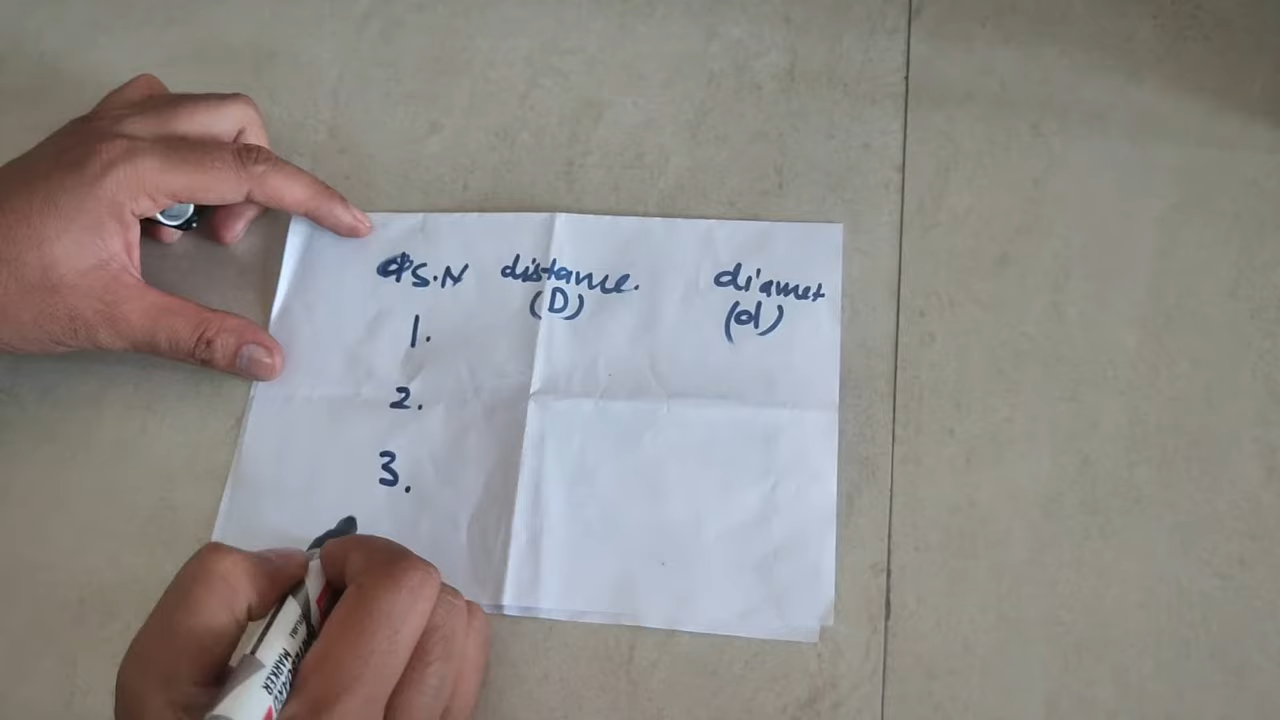 S.N distance. diamet
(D) (d)
1.
2.
3.
MARKER